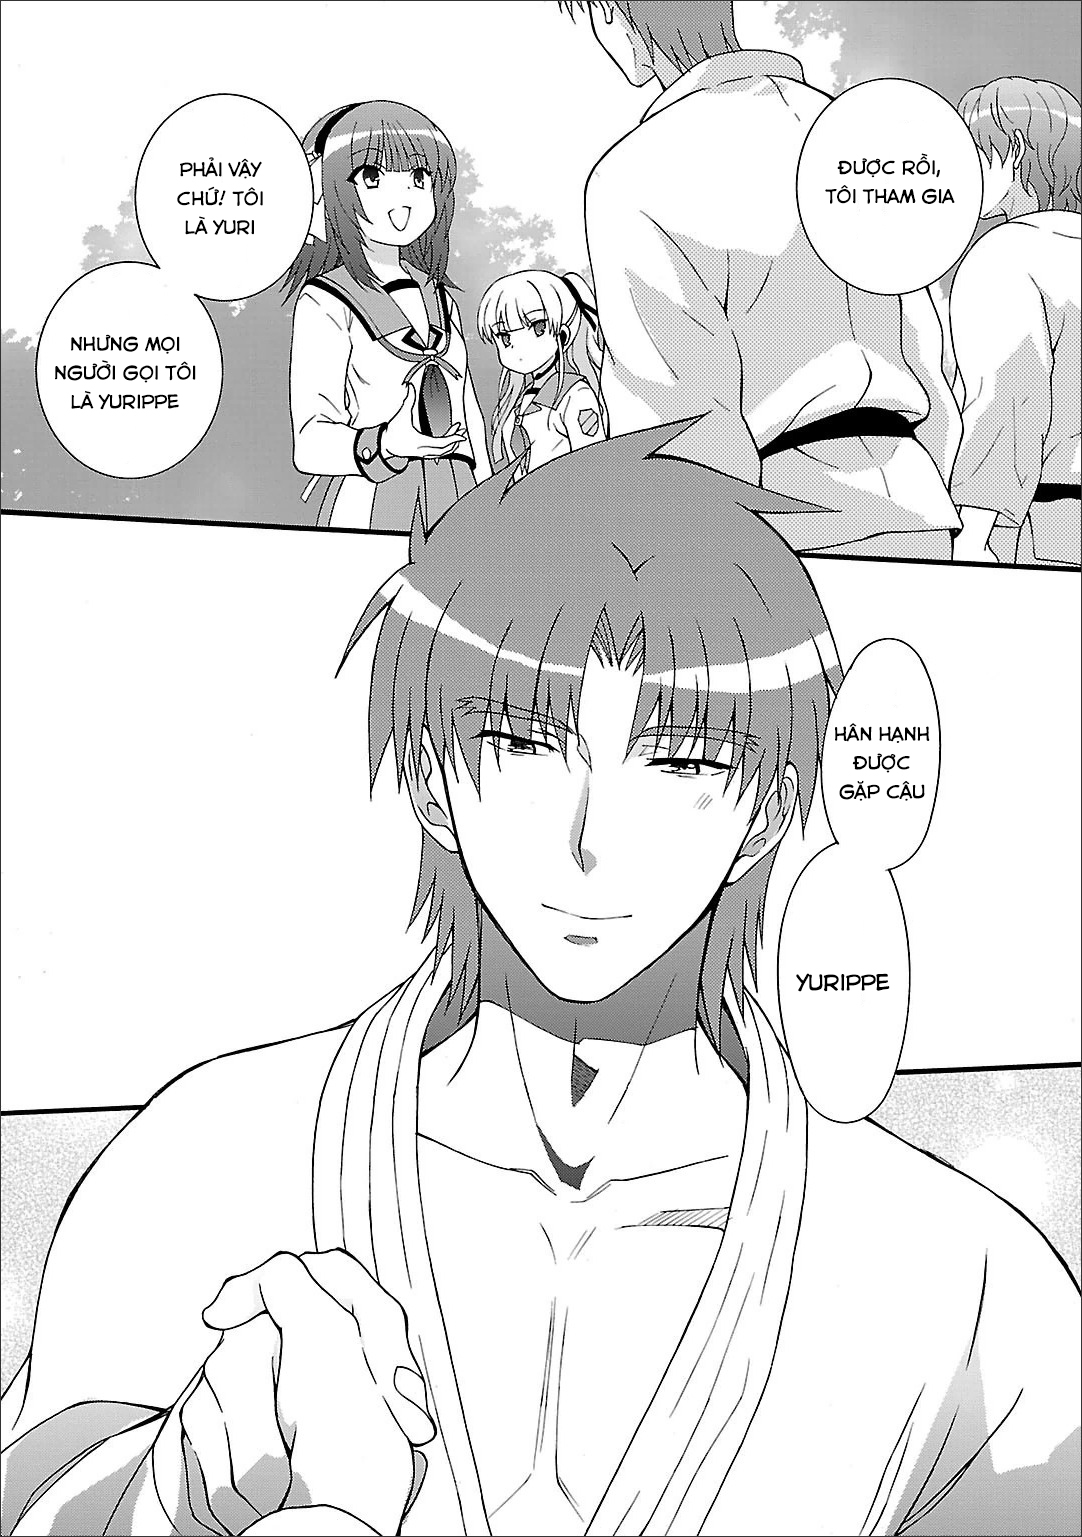 ĐƯỢC RỒI,
TÔI THAM GIA
PHẢI VẬY
CHỨ! TÔI
LÀ YURI
NHƯNG MỌI
NGƯỜI GỌI TÔI
LÀ YURIPPE
HÂN HẠNH
ĐƯỢC
GẶP CẬU
YURIPPE